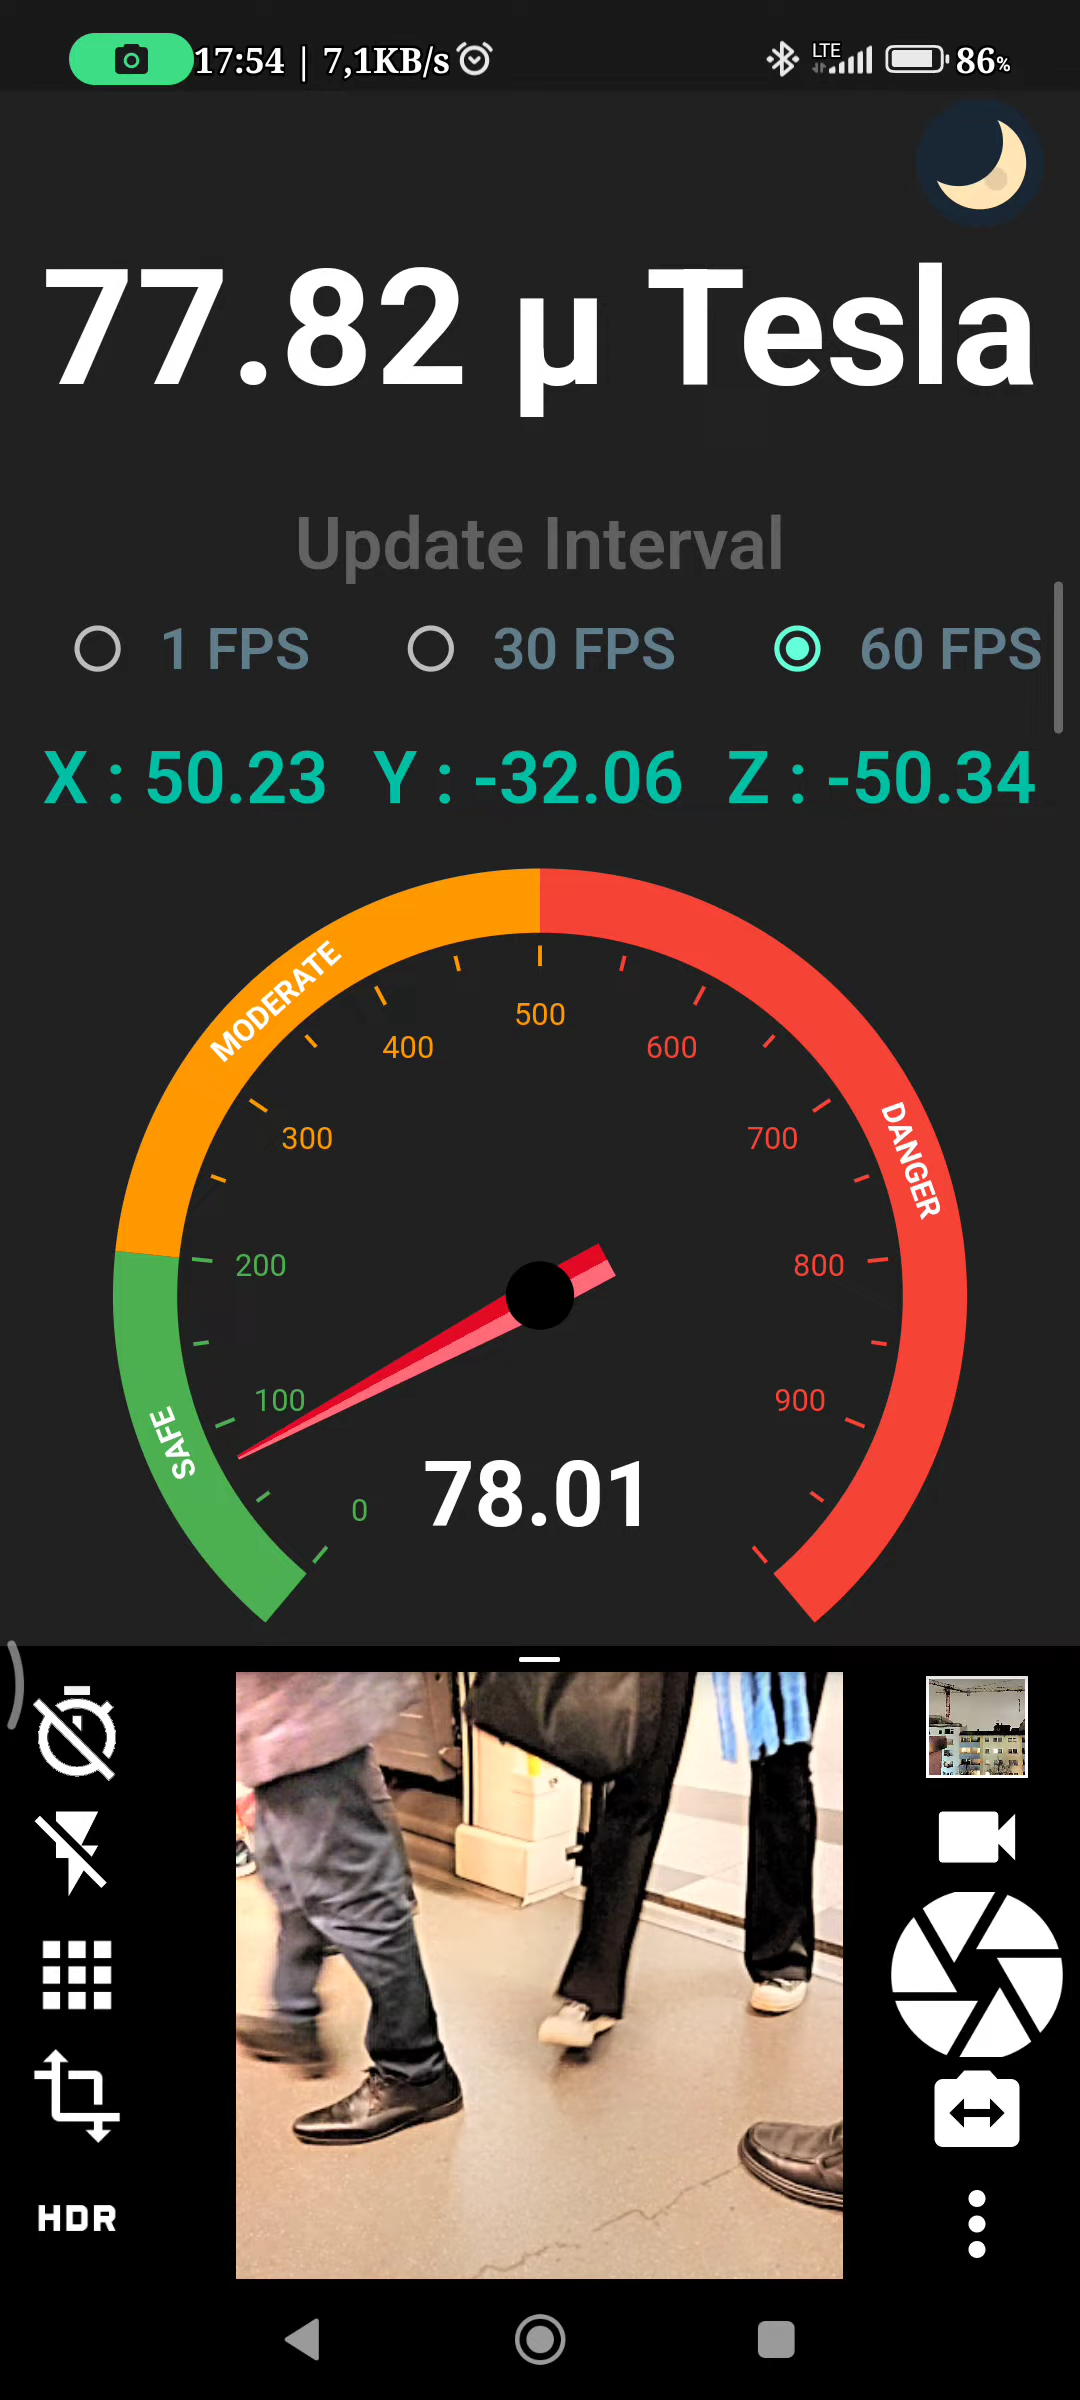 17:54 | 7,1KB/s LTE 86%
77.82 µ Tesla
Update Interval
1 FPS 30 FPS 60 FPS
X : 50.23 Y : -32.06 Z : -50.34
MODERATE
DANGER
SAFE
0
100
200
300
400
500
600
700
800
900
78.01
HDR